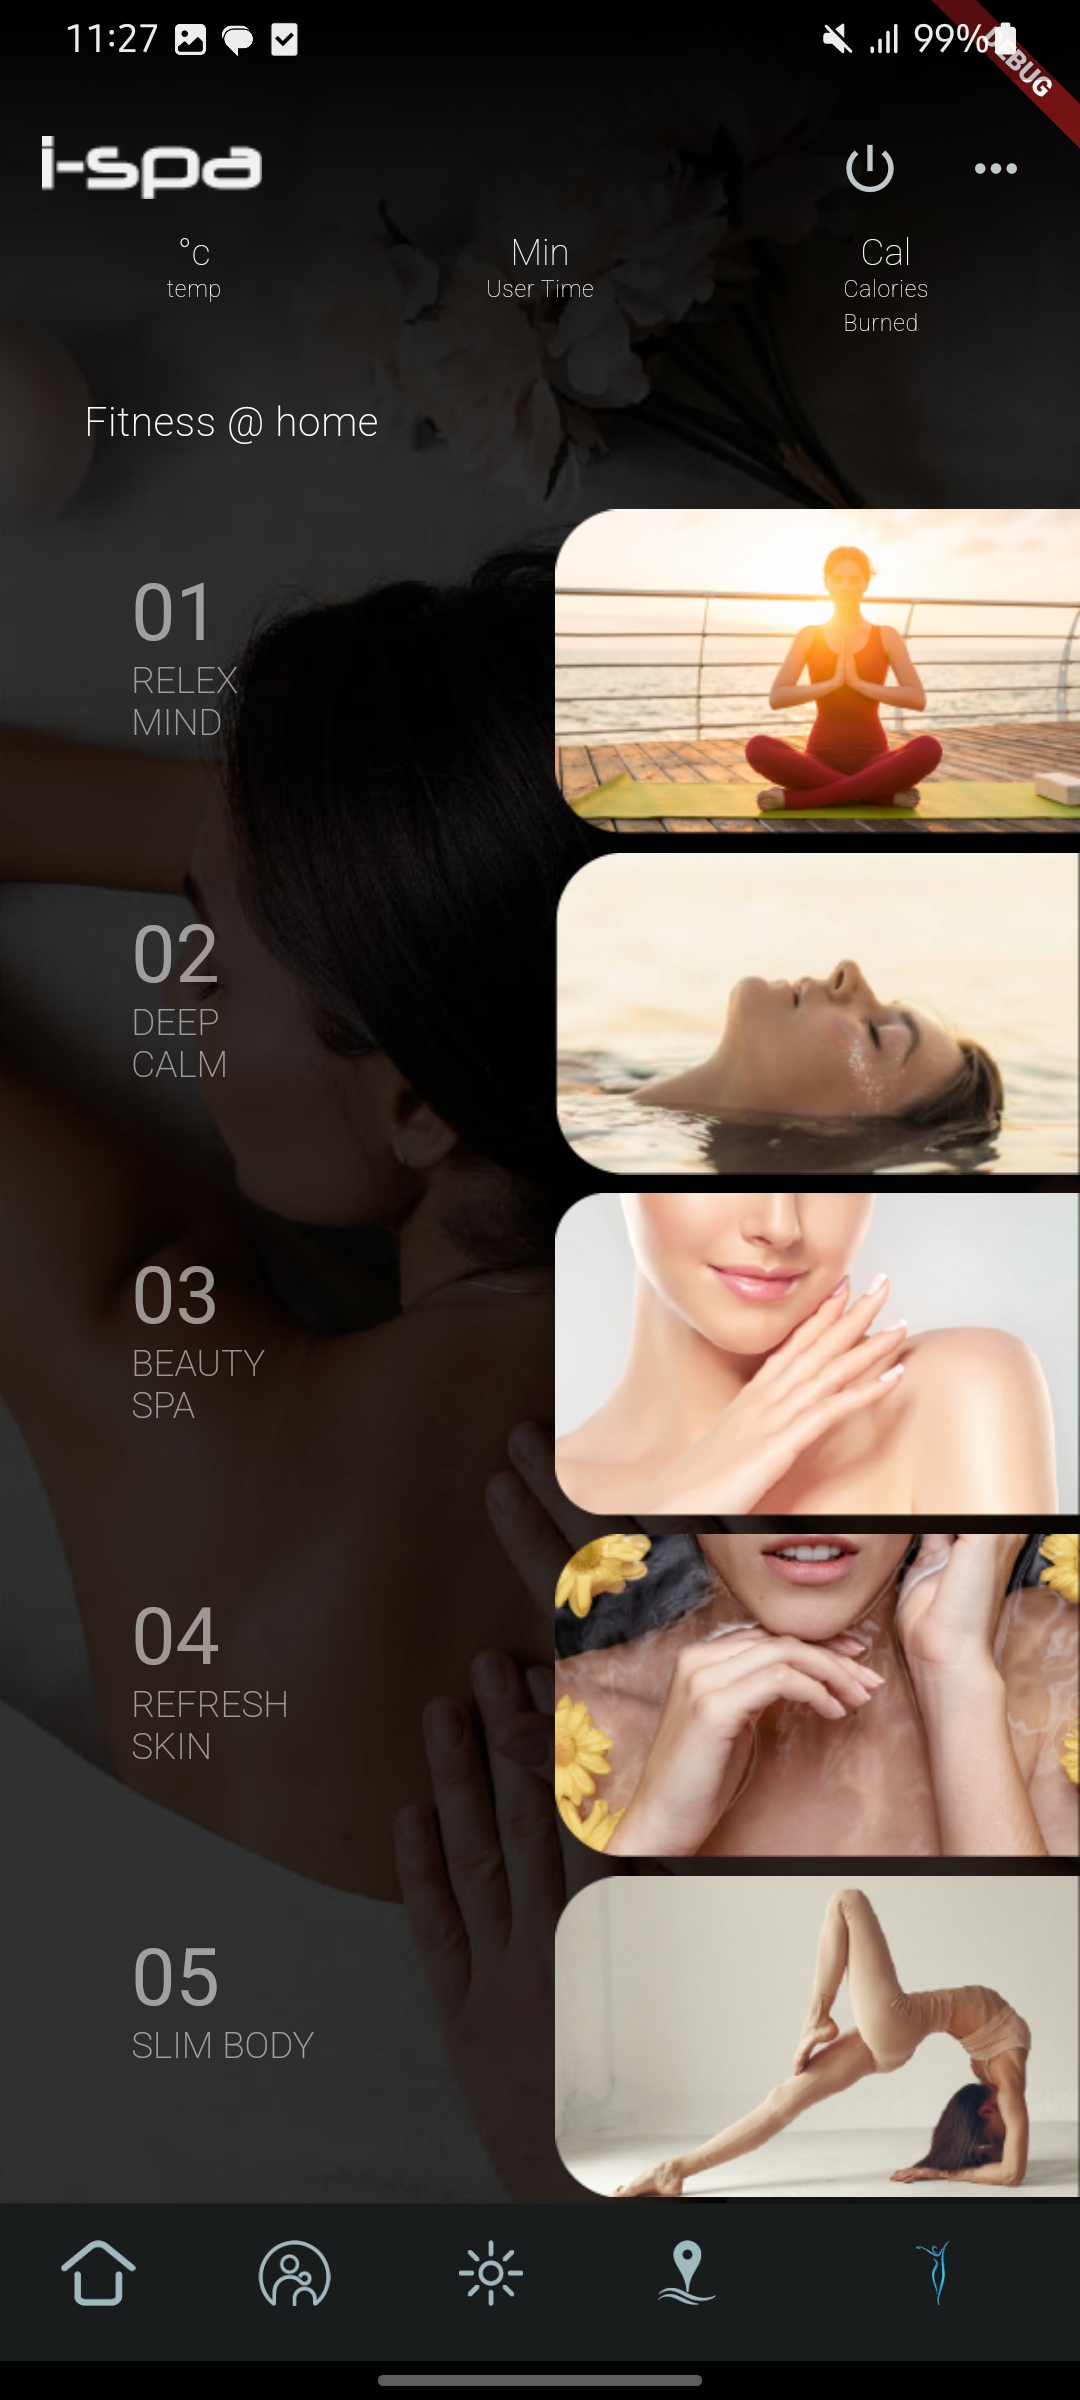 11:27
99%
DEBUG
i-spa
°c
temp
Min
User Time
Cal
Calories
Burned
Fitness @ home
01
RELEX
MIND
02
DEEP
CALM
03
BEAUTY
SPA
04
REFRESH
SKIN
05
SLIM BODY